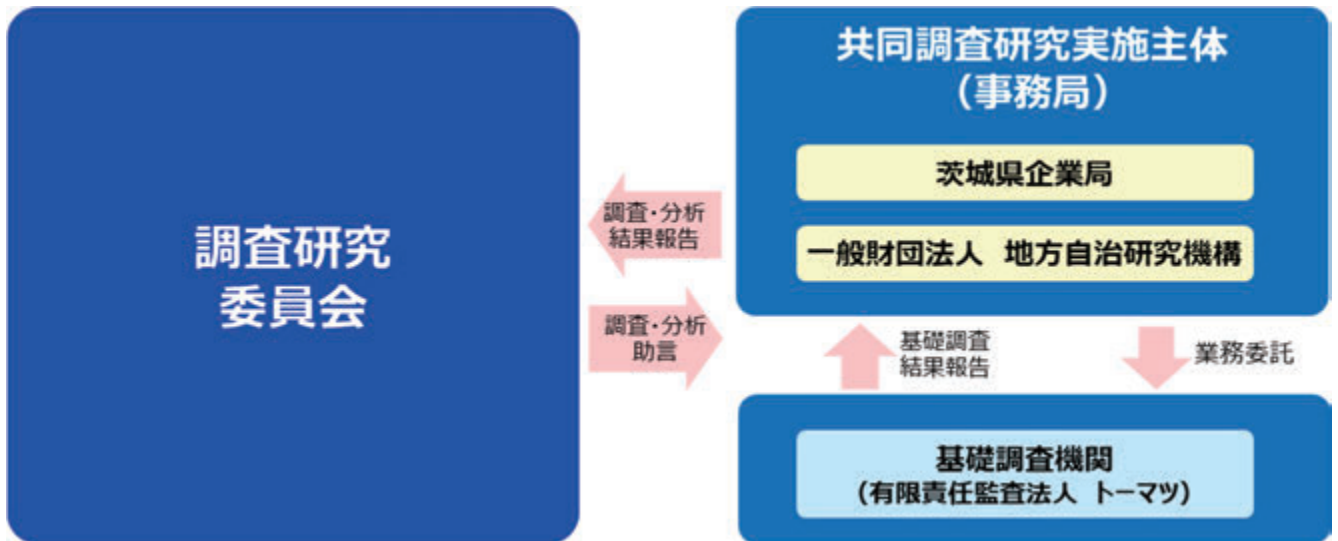 調査研究
委員会
調査・分析
結果報告
調査・分析
助言
共同調査研究実施主体
（事務局）
茨城県企業局
一般財団法人 地方自治研究機構
基礎調査
結果報告
業務委託
基礎調査機関
（有限責任監査法人 トーマツ）